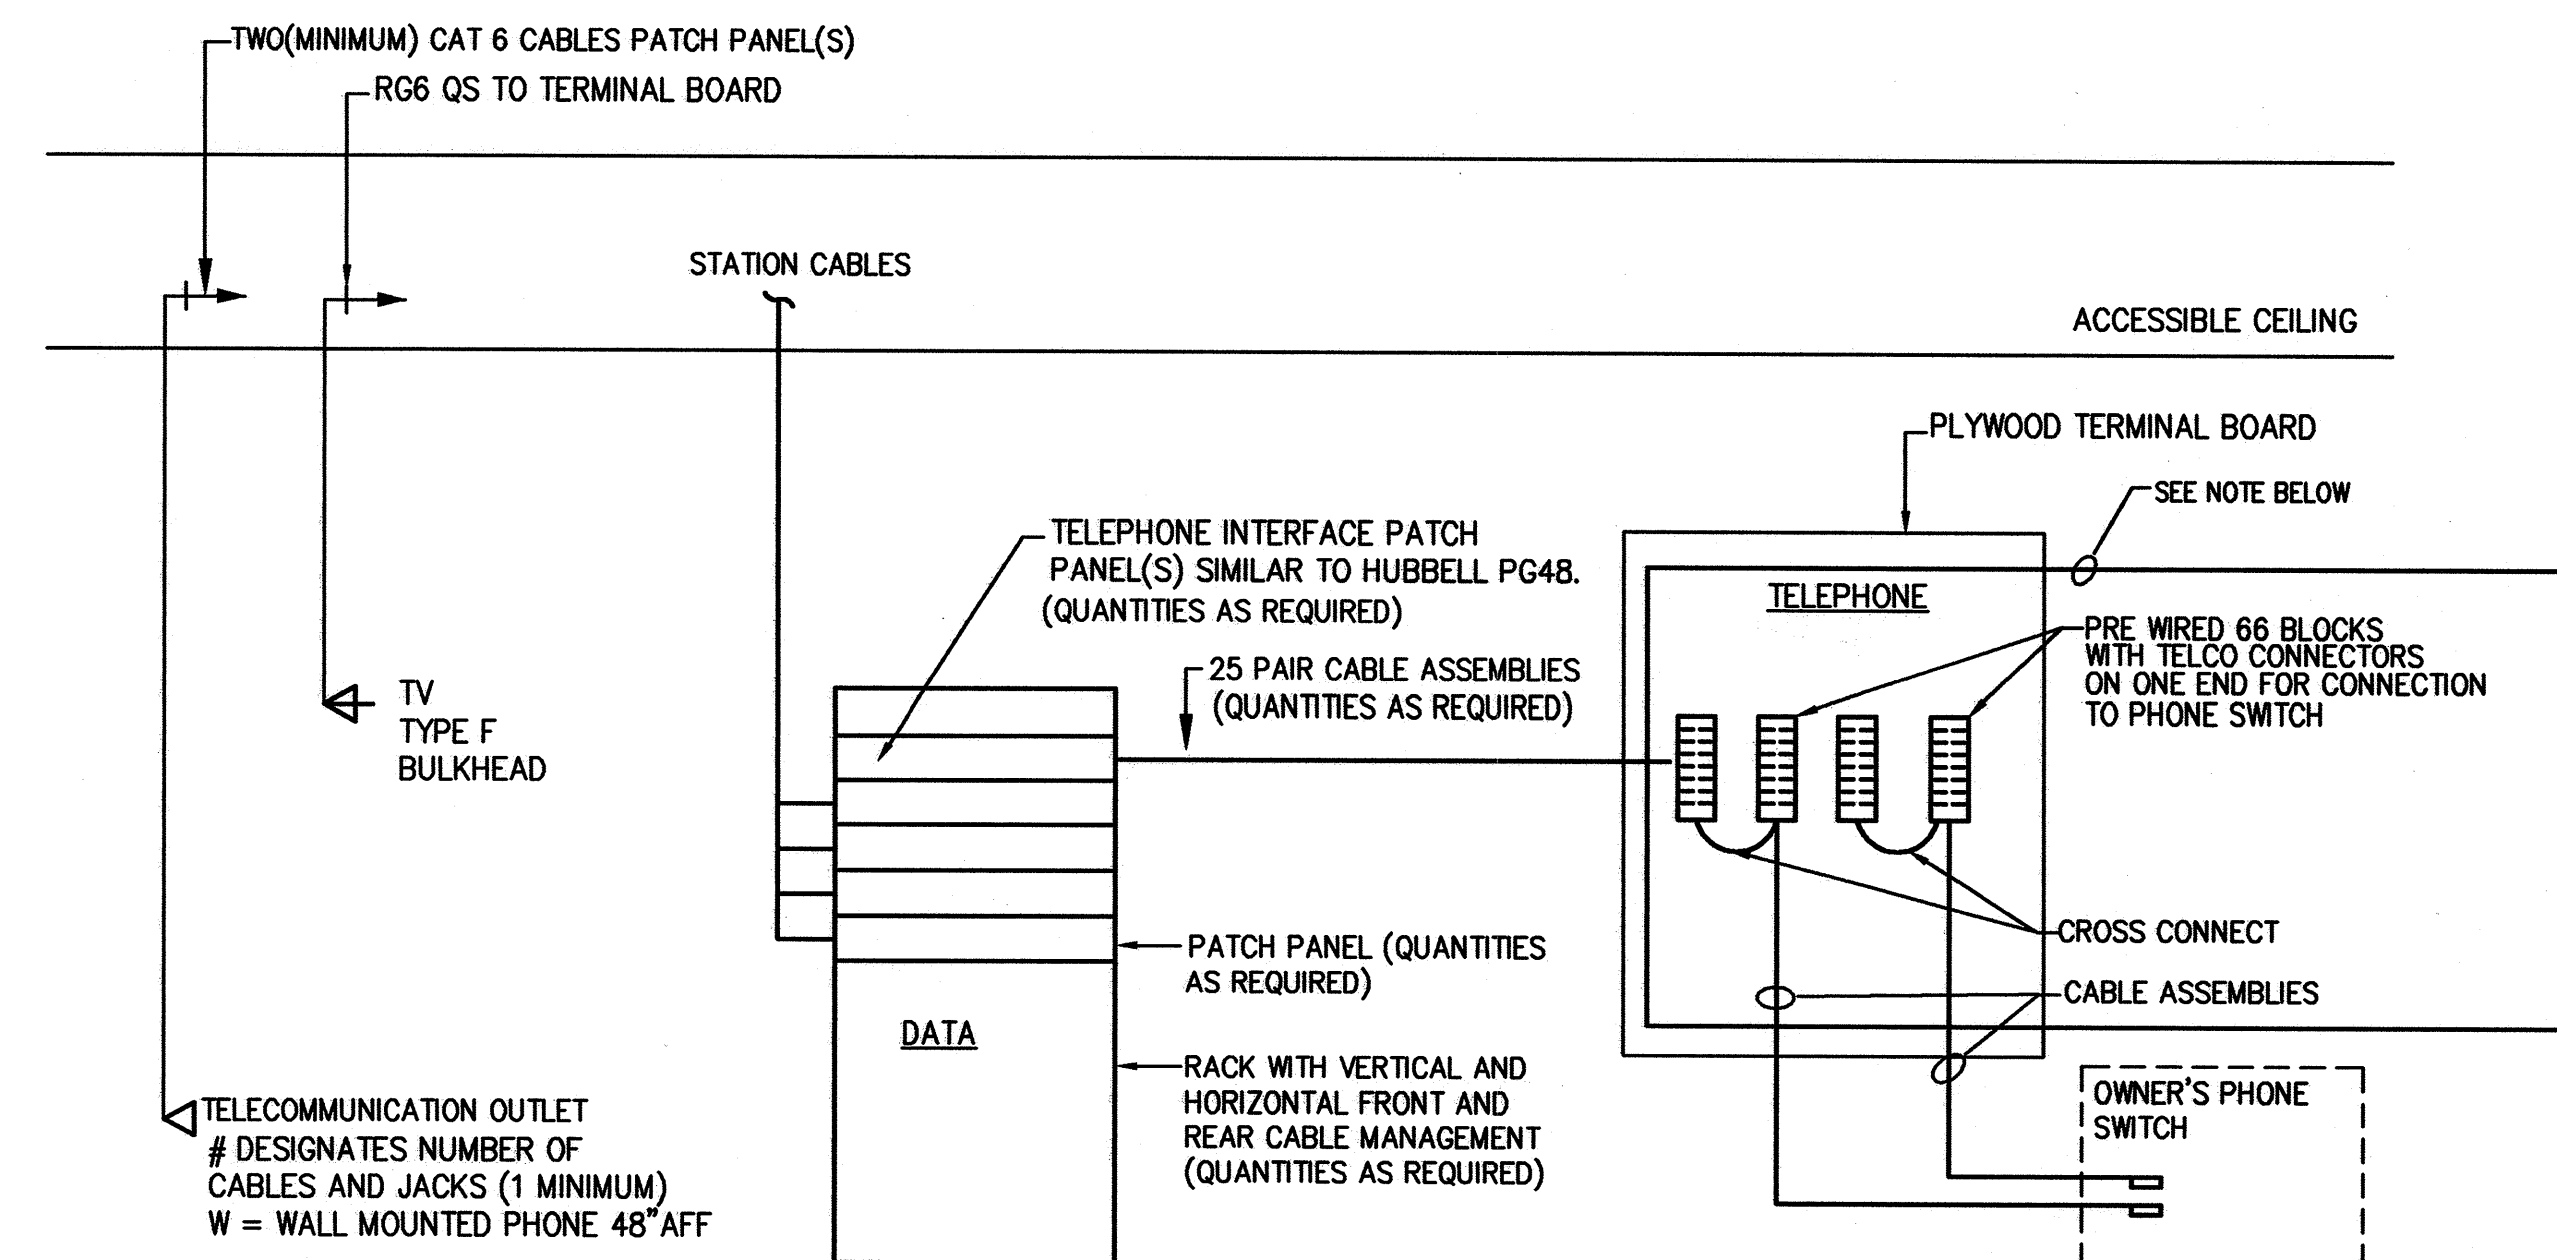 TWO(MINIMUM) CAT 6 CABLES PATCH PANEL(S)
RG6 QS TO TERMINAL BOARD
STATION CABLES
ACCESSIBLE CEILING
PLYWOOD TERMINAL BOARD
SEE NOTE BELOW
TELEPHONE INTERFACE PATCH
PANEL(S) SIMILAR TO HUBBELL PG48.
(QUANTITIES AS REQUIRED)
TELEPHONE
PRE WIRED 66 BLOCKS
WITH TELCO CONNECTORS
ON ONE END FOR CONNECTION
TO PHONE SWITCH
25 PAIR CABLE ASSEMBLIES
(QUANTITIES AS REQUIRED)
TV
TYPE F
BULKHEAD
PATCH PANEL (QUANTITIES
AS REQUIRED)
CROSS CONNECT
CABLE ASSEMBLIES
DATA
RACK WITH VERTICAL AND
HORIZONTAL FRONT AND
REAR CABLE MANAGEMENT
(QUANTITIES AS REQUIRED)
OWNER'S PHONE
SWITCH
TELECOMMUNICATION OUTLET
# DESIGNATES NUMBER OF
CABLES AND JACKS (1 MINIMUM)
W = WALL MOUNTED PHONE 48"AFF